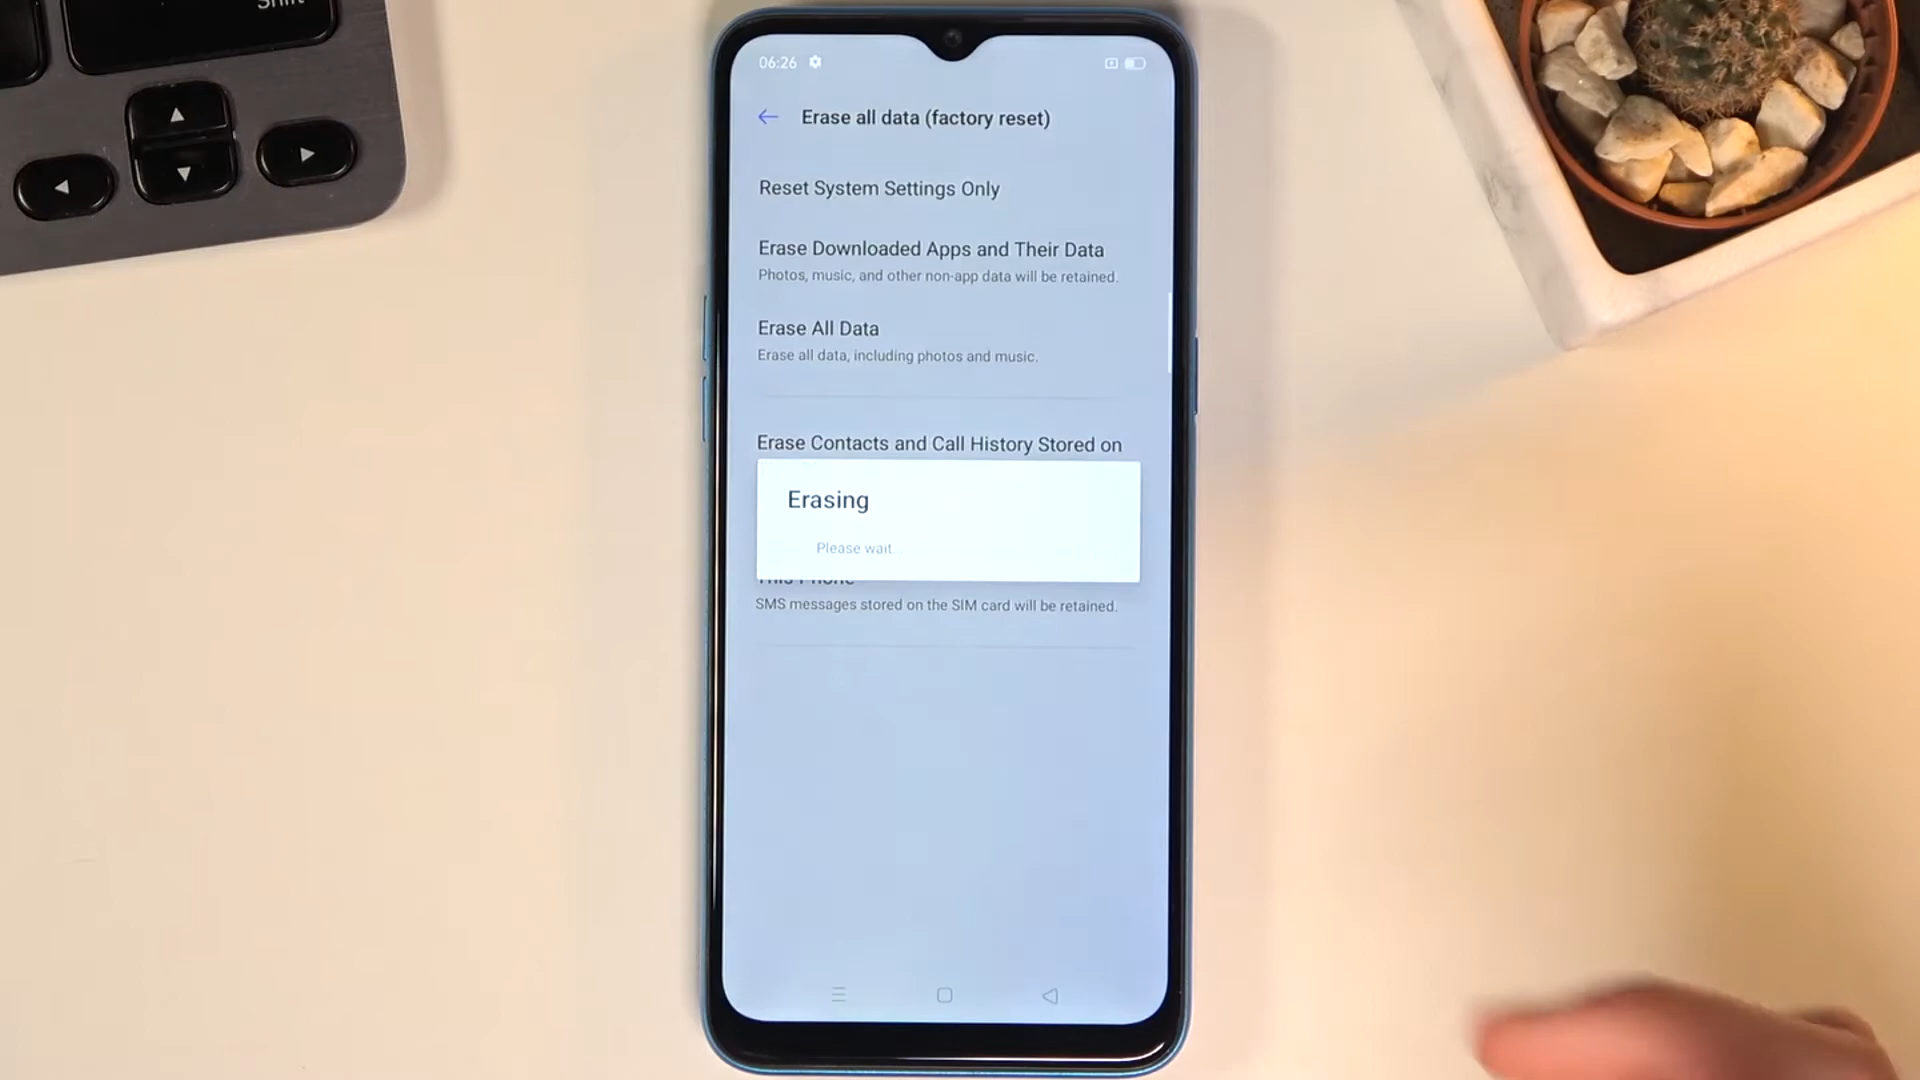 Shift
06:26
Erase all data (factory reset)
Reset System Settings Only
Erase Downloaded Apps and Their Data
Photos, music, and other non-app data will be retained.
Erase All Data
Erase all data, including photos and music.
Erase Contacts and Call History Stored on
Erasing
Please wait...
This Phone
SMS messages stored on the SIM card will be retained.